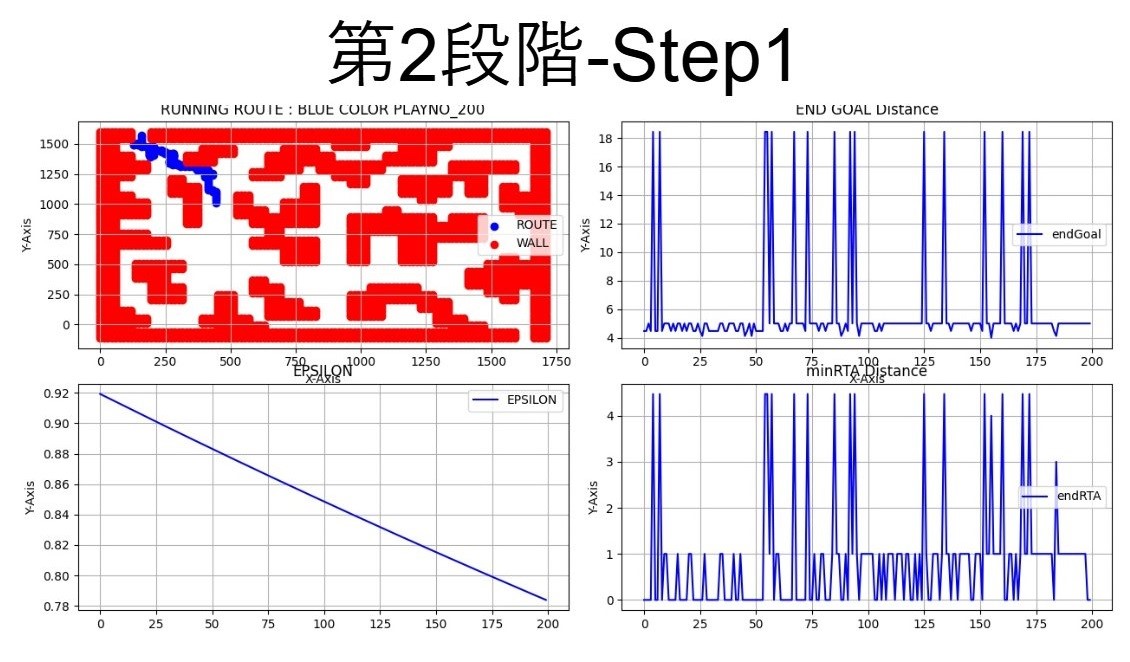 第2段階-Step1
RUNNING ROUTE : BLUE COLOR PLAYNO_200
END GOAL Distance
Y-Axis
1500
1250
1000
750
500
250
0
ROUTE
WALL
0 250 500 750 1000 1250 1500 1750
X-Axis
Y-Axis
18
16
14
12
10
8
6
4
endGoal
0 25 50 75 100 125 150 175 200
X-Axis
EPSILON
Y-Axis
0.92
0.90
0.88
0.86
0.84
0.82
0.80
0.78
EPSILON
0 25 50 75 100 125 150 175 200
minRTA Distance
Y-Axis
4
3
2
1
0
endRTA
0 25 50 75 100 125 150 175 200